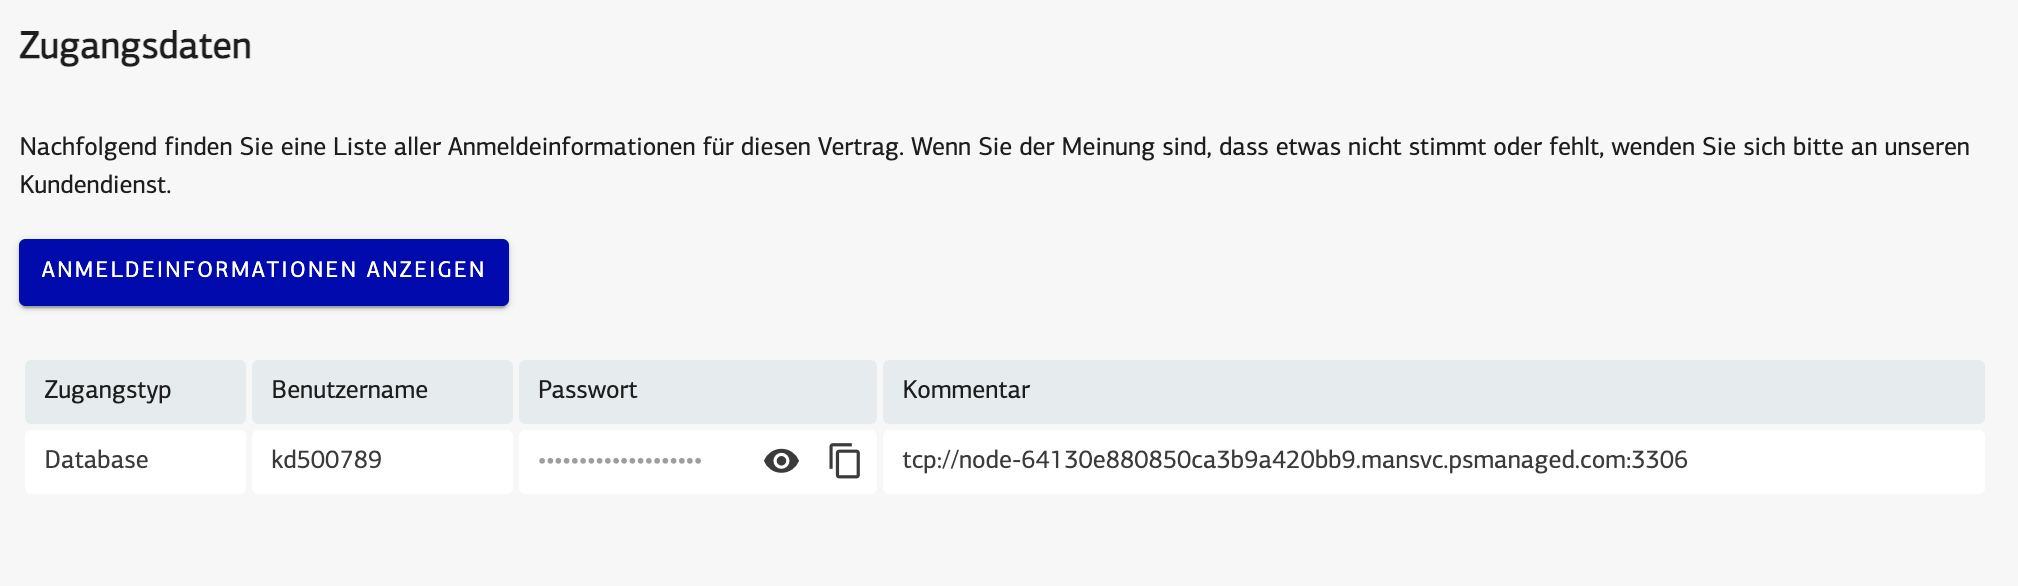 Zugangsdaten
Nachfolgend finden Sie eine Liste aller Anmeldeinformationen für diesen Vertrag. Wenn Sie der Meinung sind, dass etwas nicht stimmt oder fehlt, wenden Sie sich bitte an unseren
Kundendienst.
ANMELDEINFORMATIONEN ANZEIGEN
Zugangstyp Benutzername Passwort Kommentar
Database kd500789 •••••••••••••••••••• tcp://node-64130e880850ca3b9a420bb9.mansvc.psmanaged.com:3306